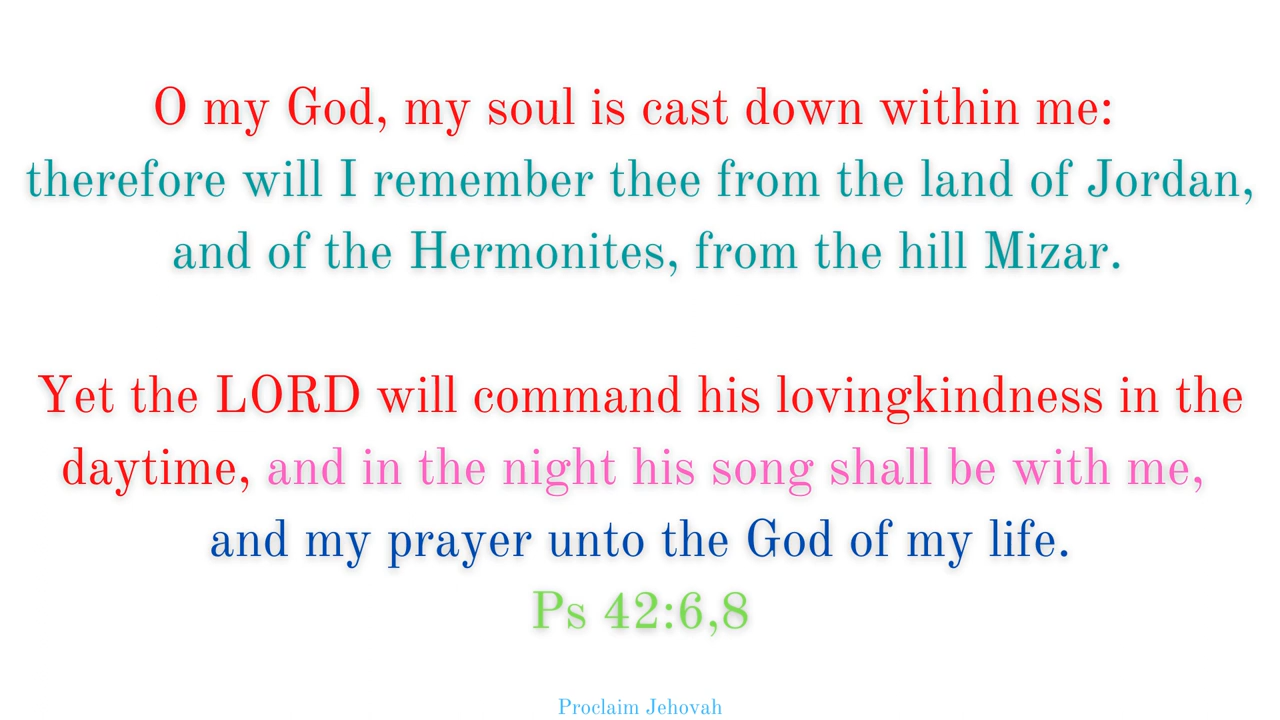 O my God, my soul is cast down within me:
therefore will I remember thee from the land of Jordan,
and of the Hermonites, from the hill Mizar.
Yet the LORD will command his lovingkindness in the
daytime, and in the night his song shall be with me,
and my prayer unto the God of my life.
Ps 42:6,8
Proclaim Jehovah